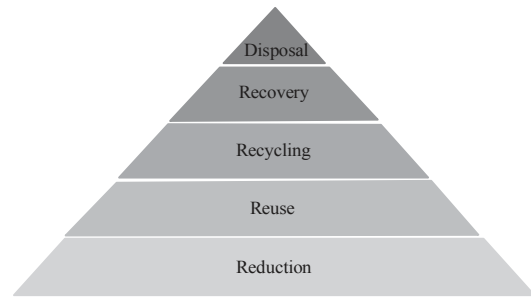 Disposal
Recovery
Recycling
Reuse
Reduction